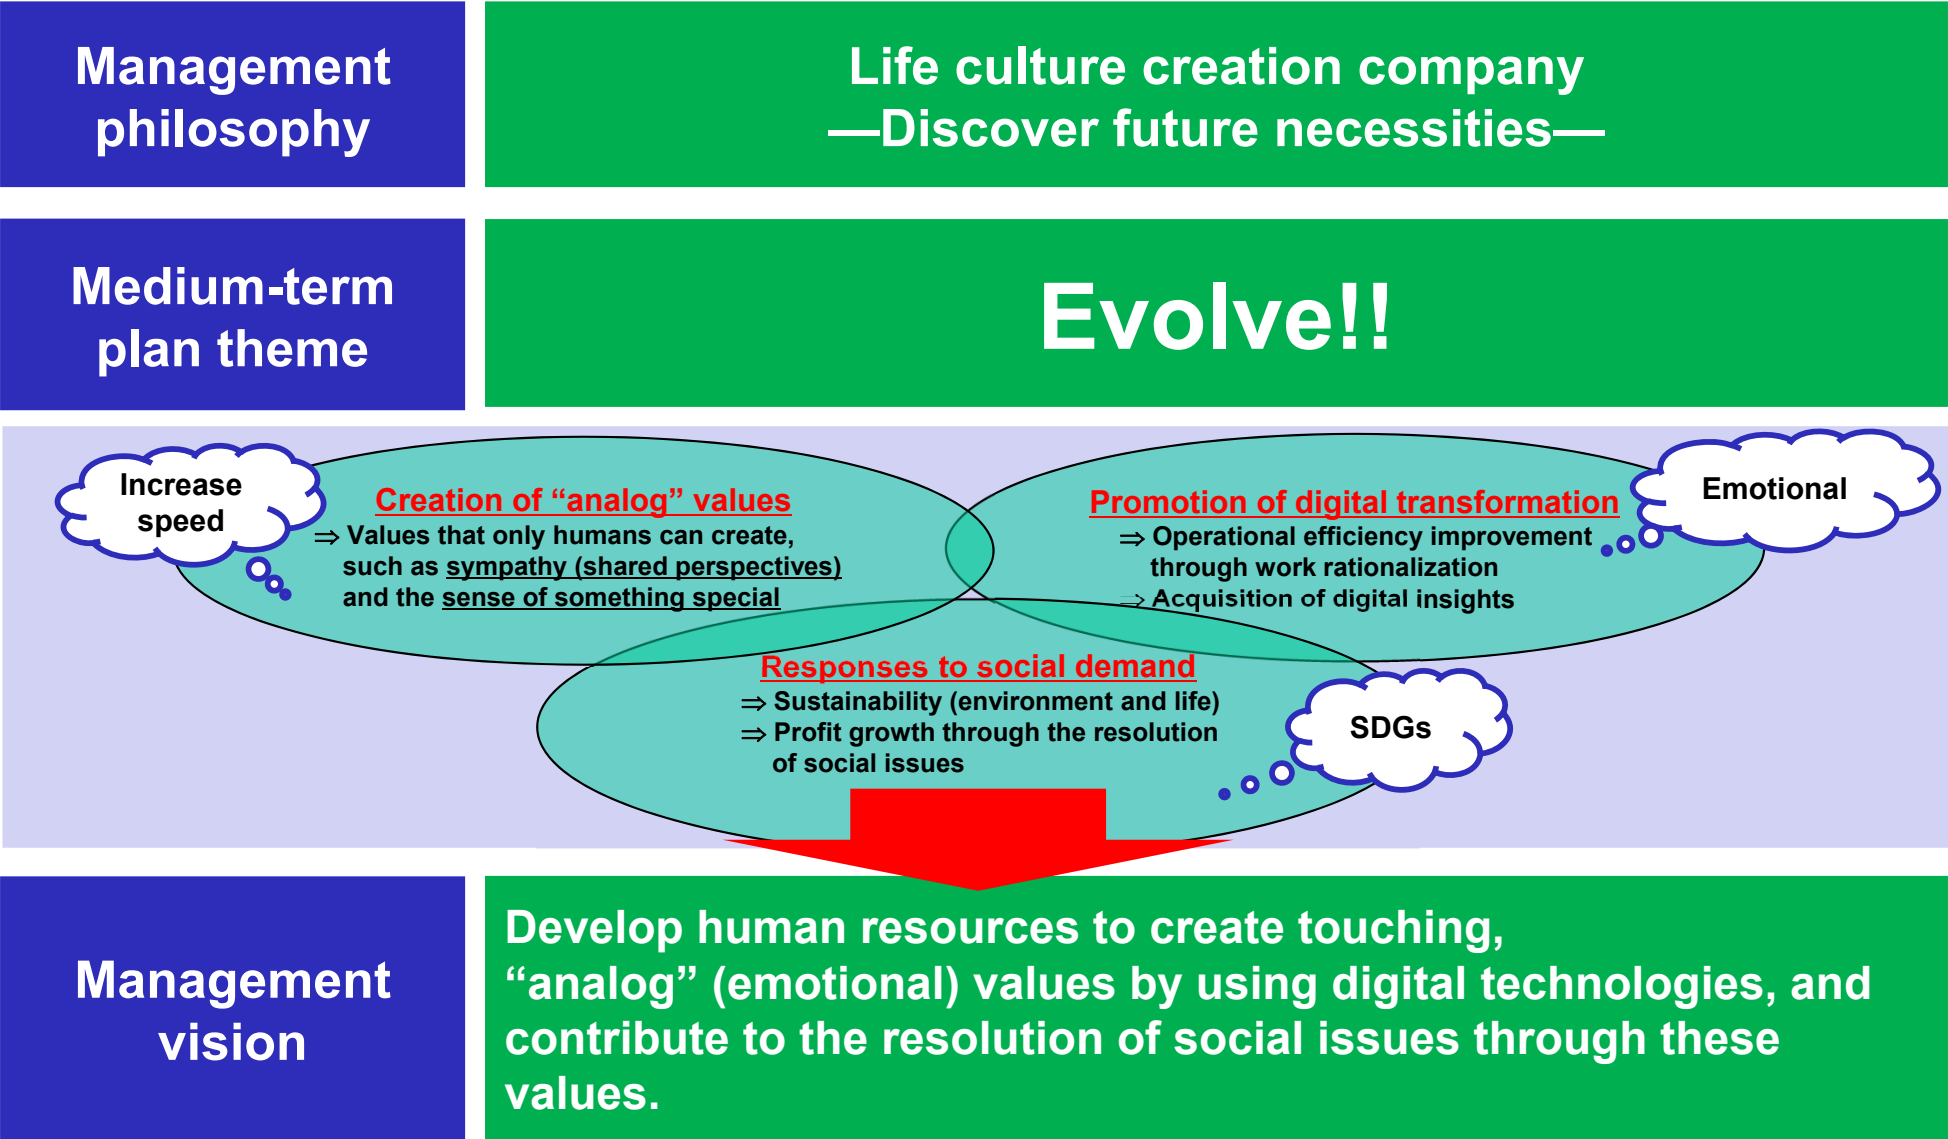 Management
philosophy
Life culture creation company
—Discover future necessities—
Medium-term
plan theme
Evolve!!
Increase
speed
Creation of “analog” values
⇒ Values that only humans can create,
such as sympathy (shared perspectives)
and the sense of something special
Promotion of digital transformation
⇒ Operational efficiency improvement
through work rationalization
⇒ Acquisition of digital insights
Emotional
Responses to social demand
⇒ Sustainability (environment and life)
⇒ Profit growth through the resolution
of social issues
SDGs
Management
vision
Develop human resources to create touching,
“analog” (emotional) values by using digital technologies, and
contribute to the resolution of social issues through these
values.